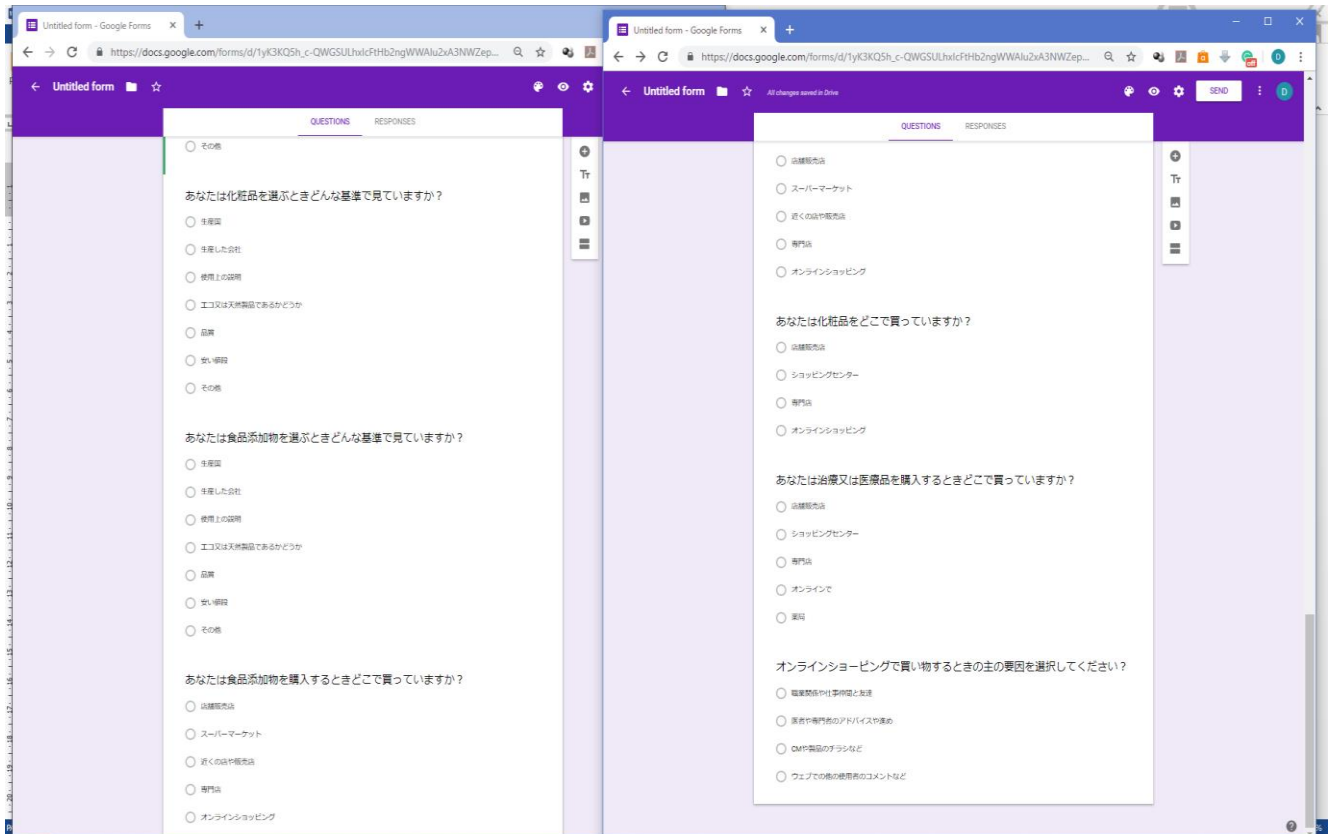 Untitled form - Google Forms
https://docs.google.com/forms/d/1yK3KQ5h_c-QWGSULhxlcFtHb2ngWWAlu2xA3NWZep...
Untitled form
QUESTIONS RESPONSES
その他
あなたは化粧品を選ぶときどんな基準で見ていますか？
生産国
生産した会社
使用上の説明
エコ又は天然製品であるかどうか
品質
安い値段
その他
あなたは食品添加物を選ぶときどんな基準で見ていますか？
生産国
生産した会社
使用上の説明
エコ又は天然製品であるかどうか
品質
安い値段
その他
あなたは食品添加物を購入するときどこで買っていますか？
店舗販売店
スーパーマーケット
近くの店や販売店
専門店
オンラインショッピング
Untitled form - Google Forms
https://docs.google.com/forms/d/1yK3KQ5h_c-QWGSULhxlcFtHb2ngWWAlu2xA3NWZep...
Untitled form All changes saved in Drive SEND D
QUESTIONS RESPONSES
店舗販売店
スーパーマーケット
近くの店や販売店
専門店
オンラインショッピング
あなたは化粧品をどこで買っていますか？
店舗販売店
ショッピングセンター
専門店
オンラインショッピング
あなたは治療又は医療品を購入するときどこで買っていますか？
店舗販売店
ショッピングセンター
専門店
オンラインで
薬局
オンラインショーピングで買い物するときの主の要因を選択してください？
職業関係や仕事仲間と友達
医者や専門者のアドバイスや進め
CMや製品のチラシなど
ウェブでの他の使用者のコメントなど